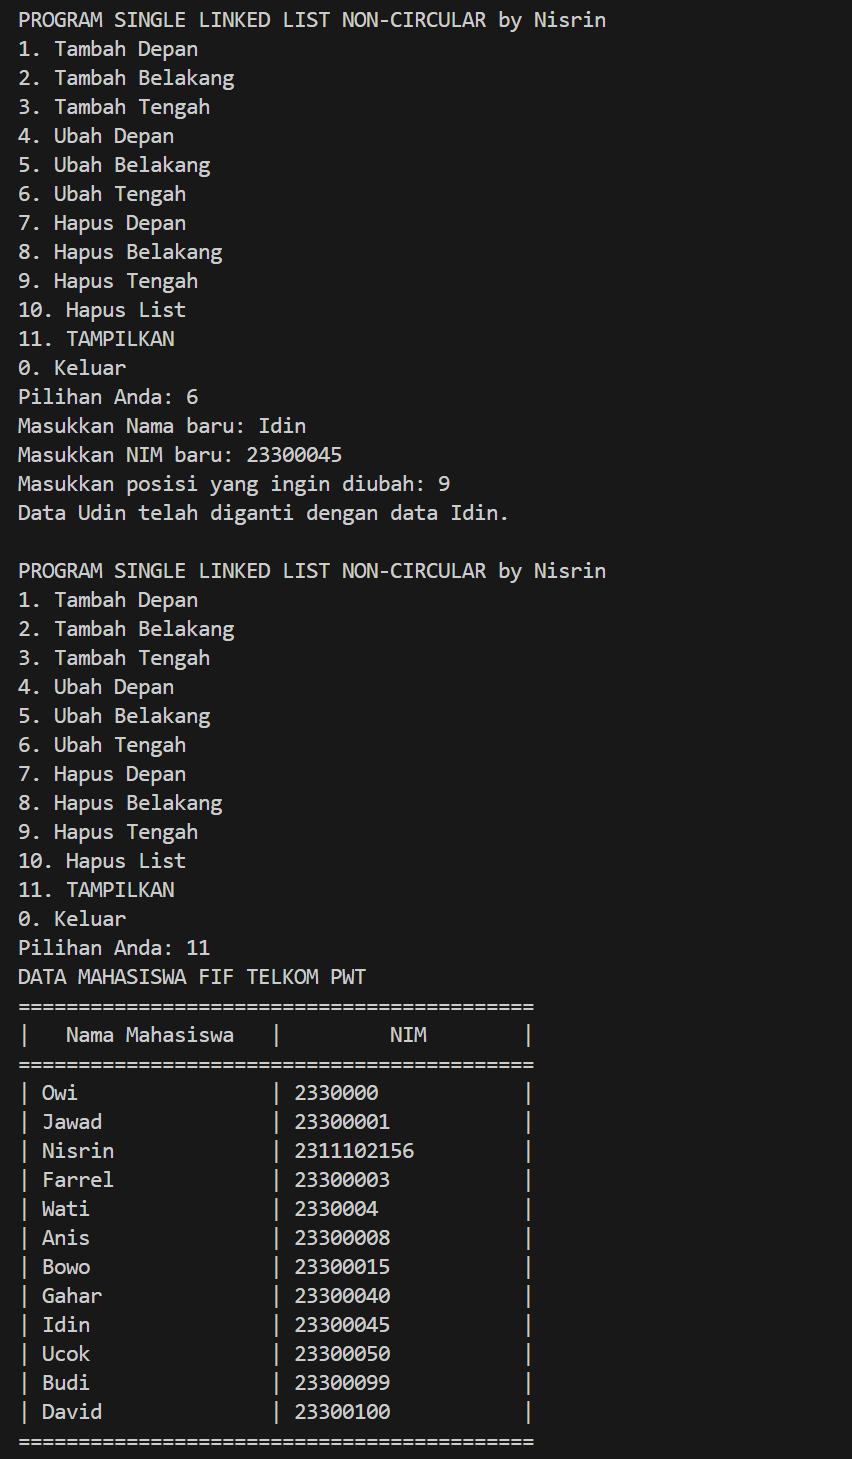 PROGRAM SINGLE LINKED LIST NON-CIRCULAR by Nisrin
1. Tambah Depan
2. Tambah Belakang
3. Tambah Tengah
4. Ubah Depan
5. Ubah Belakang
6. Ubah Tengah
7. Hapus Depan
8. Hapus Belakang
9. Hapus Tengah
10. Hapus List
11. TAMPILKAN
0. Keluar
Pilihan Anda: 6
Masukkan Nama baru: Idin
Masukkan NIM baru: 23300045
Masukkan posisi yang ingin diubah: 9
Data Udin telah diganti dengan data Idin.

PROGRAM SINGLE LINKED LIST NON-CIRCULAR by Nisrin
1. Tambah Depan
2. Tambah Belakang
3. Tambah Tengah
4. Ubah Depan
5. Ubah Belakang
6. Ubah Tengah
7. Hapus Depan
8. Hapus Belakang
9. Hapus Tengah
10. Hapus List
11. TAMPILKAN
0. Keluar
Pilihan Anda: 11
DATA MAHASISWA FIF TELKOM PWT
===========================================
|   Nama Mahasiswa   |         NIM        |
===========================================
| Owi                | 2330000            |
| Jawad              | 23300001           |
| Nisrin             | 2311102156         |
| Farrel             | 23300003           |
| Wati               | 2330004            |
| Anis               | 23300008           |
| Bowo               | 23300015           |
| Gahar              | 23300040           |
| Idin               | 23300045           |
| Ucok               | 23300050           |
| Budi               | 23300099           |
| David              | 23300100           |
===========================================